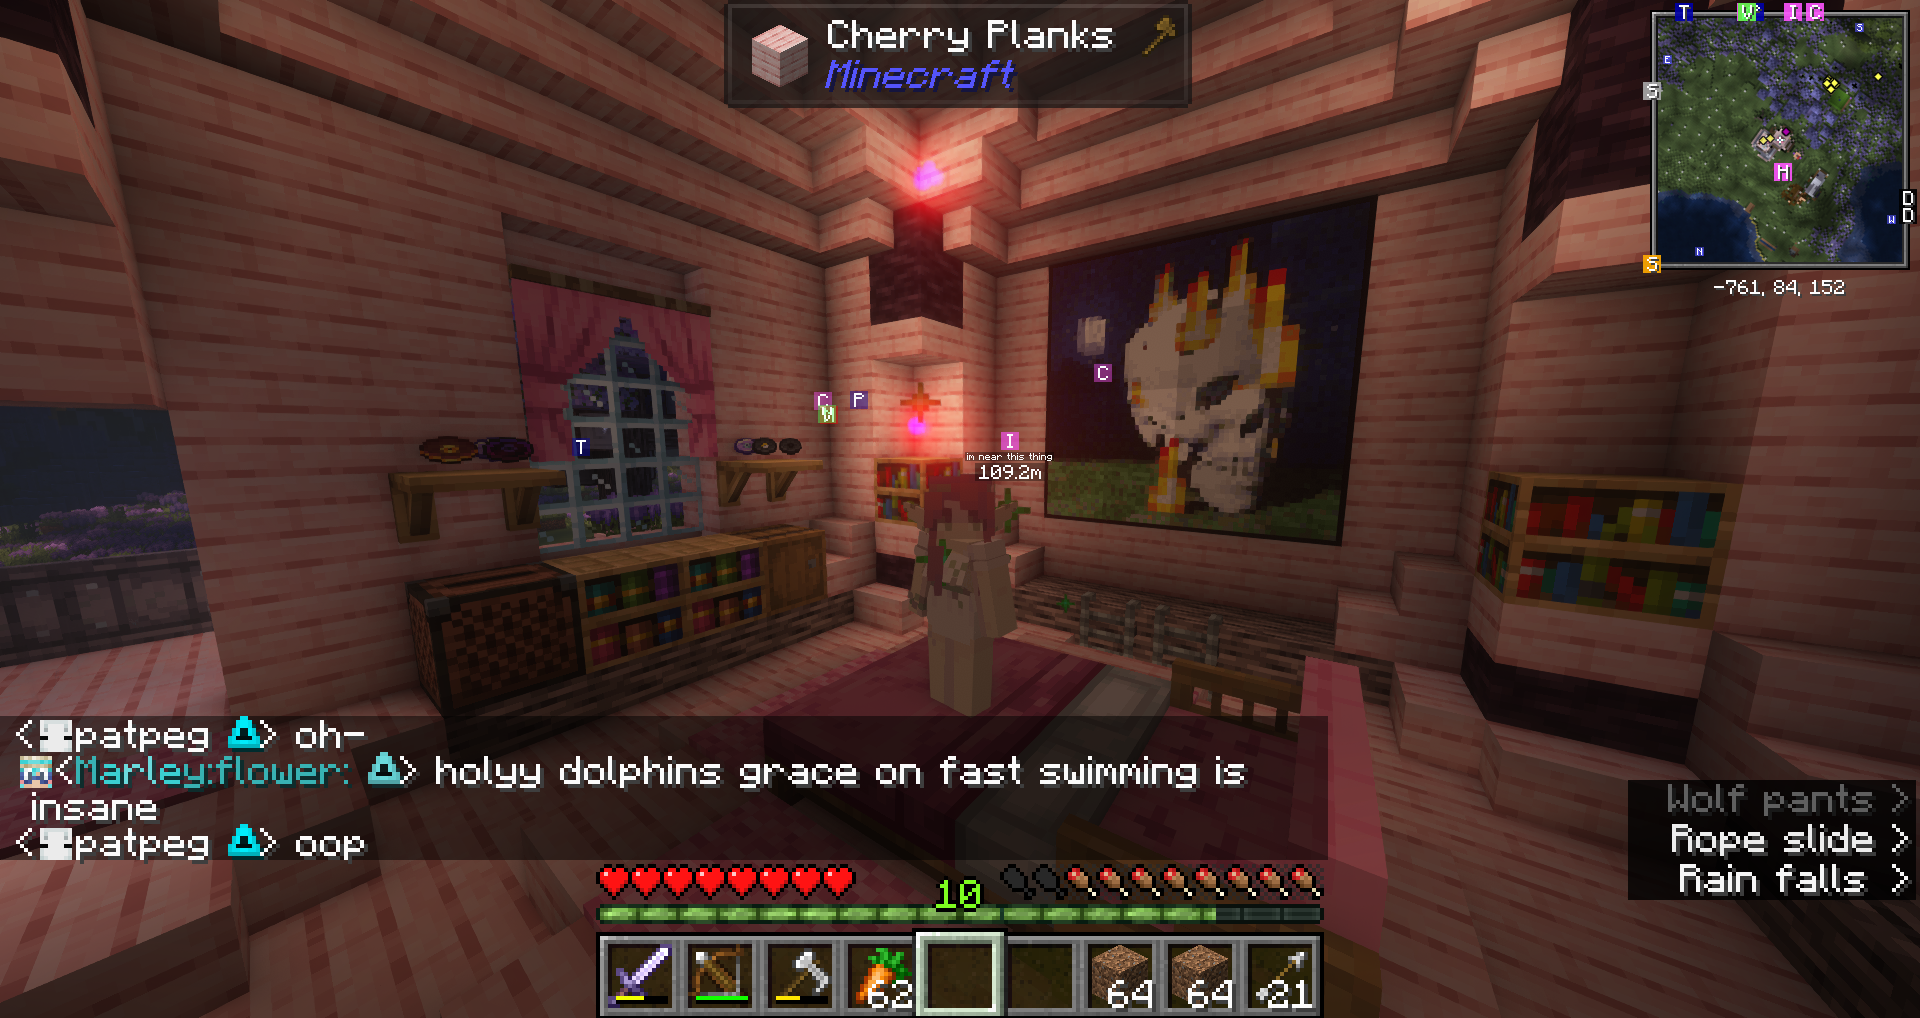 Cherry Planks
Minecraft
T
W
I
C
S
E
S
H
D
D
W
N
S
-761, 84, 152
C
C
P
W
T
I
im near this thing
109.2m
<patpeg > oh-
<Marley:flower: > holyy dolphins grace on fast swimming is
insane
<patpeg > oop
Wolf pants >
Rope slide >
Rain falls >
10
62
64
64
21